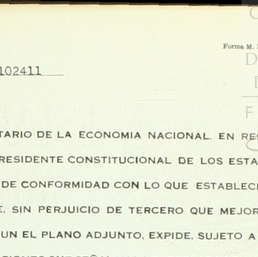 Forma M.
102411
TARIO DE LA ECONOMIA NACIONAL, EN RE
RESIDENTE CONSTITUCIONAL DE LOS ESTA
DE CONFORMIDAD CON LO QUE ESTABLEC
E, SIN PERJUICIO DE TERCERO QUE MEJOR
UN EL PLANO ADJUNTO, EXPIDE, SUJETO A